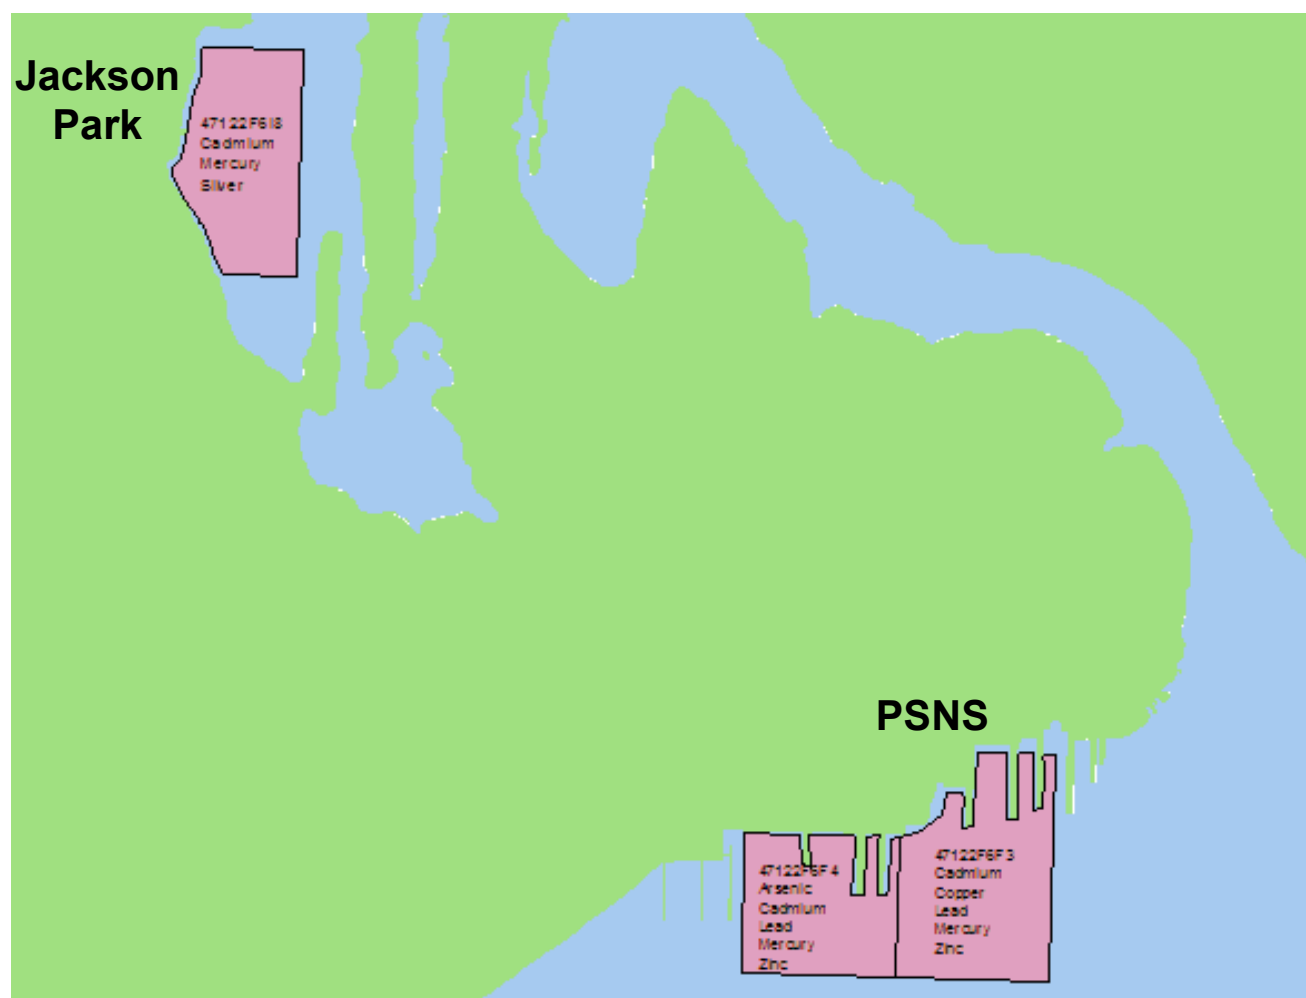 Jackson
Park
47122F6I8
Cadmium
Mercury
Silver
PSNS
47122F6F4
Arsenic
Cadmium
Lead
Mercury
Zinc
47122F6F3
Cadmium
Copper
Lead
Mercury
Zinc